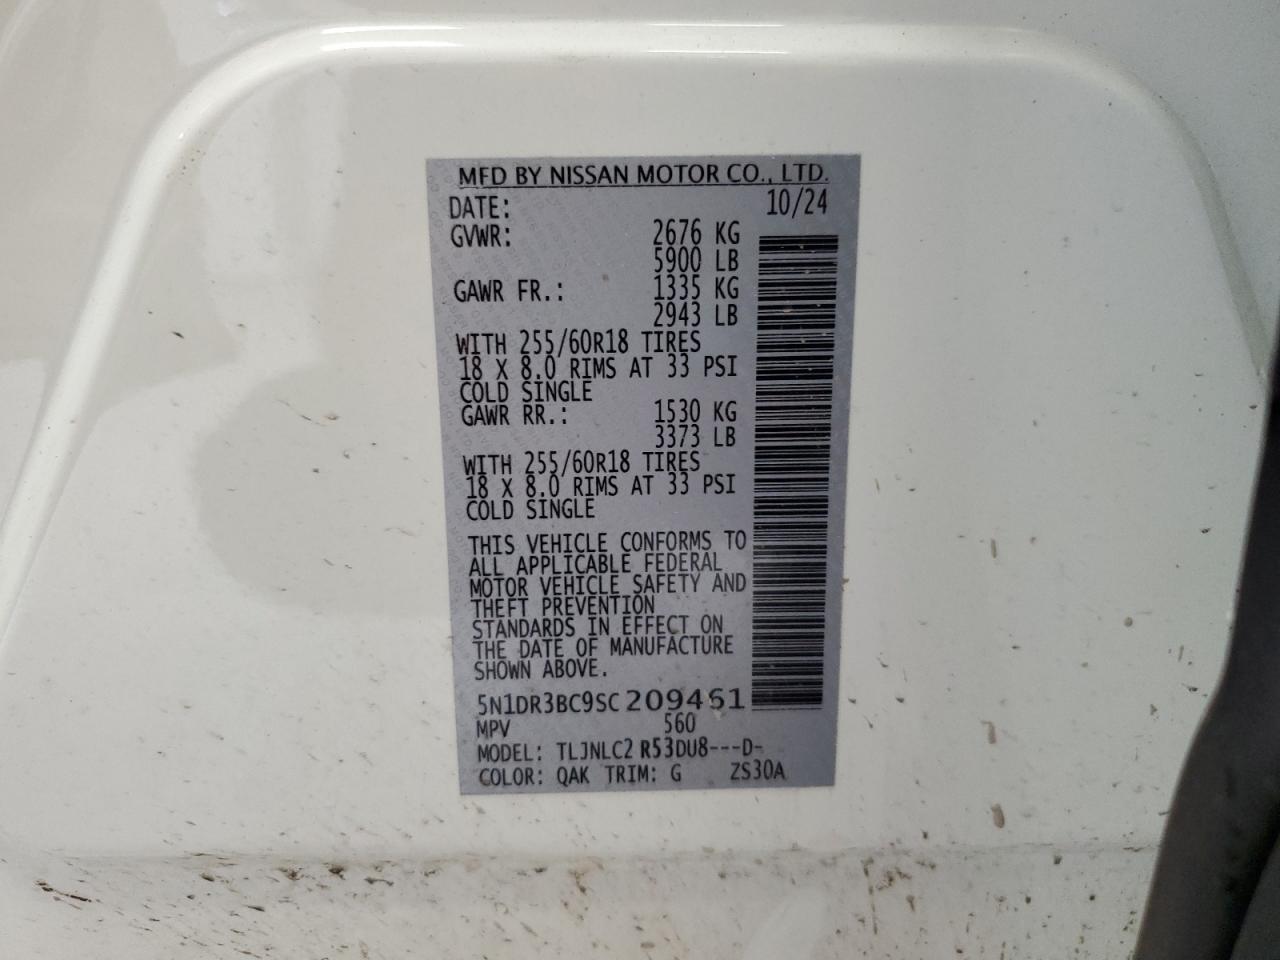 MFD BY NISSAN MOTOR CO., LTD.
DATE: 10/24
GVWR: 2676 KG
5900 LB
GAWR FR.: 1335 KG
2943 LB
WITH 255/60R18 TIRES
18 X 8.0 RIMS AT 33 PSI
COLD SINGLE
GAWR RR.: 1530 KG
3373 LB
WITH 255/60R18 TIRES
18 X 8.0 RIMS AT 33 PSI
COLD SINGLE
THIS VEHICLE CONFORMS TO
ALL APPLICABLE FEDERAL
MOTOR VEHICLE SAFETY AND
THEFT PREVENTION
STANDARDS IN EFFECT ON
THE DATE OF MANUFACTURE
SHOWN ABOVE.
5N1DR3BC9SC209461
MPV 560
MODEL: TLJNLC2 R53DU8---D-
COLOR: QAK TRIM: G ZS30A